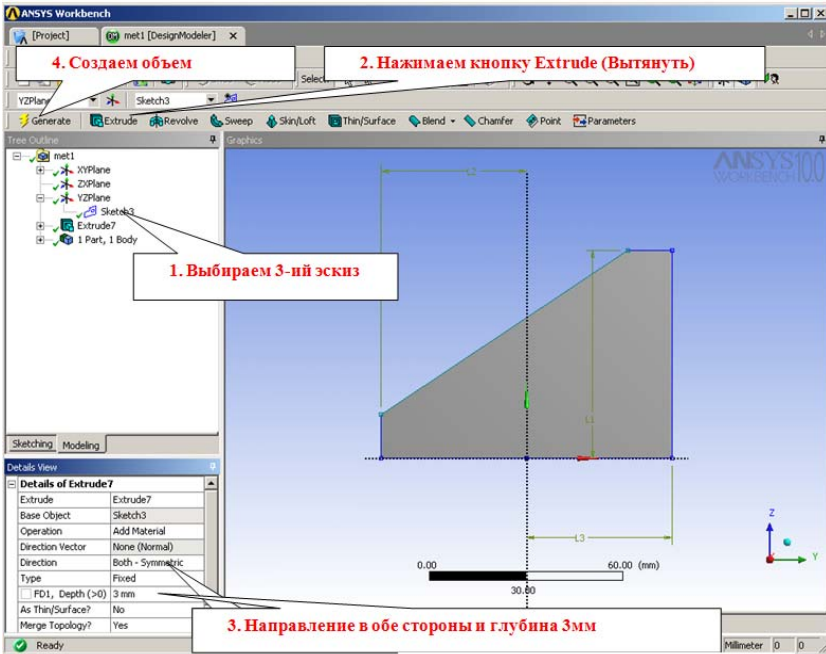 ANSYS Workbench
[Project]
met1 [DesignModeler]
4. Создаем объем
2. Нажимаем кнопку Extrude (Вытянуть)
Select:
YZPlane
Sketch3
Generate
Extrude
Revolve
Sweep
Skin/Loft
Thin/Surface
Blend
Chamfer
Point
Parameters
Tree Outline
Graphics
met1
XYPlane
ZXPlane
YZPlane
Sketch3
Extrude7
1 Part, 1 Body
1. Выбираем 3-ий эскиз
ANSYS10.0
WORKBENCH
L2
L1
L3
Z
Y
0.00
60.00 (mm)
30.00
Sketching
Modeling
Details View
Details of Extrude7
Extrude Extrude7
Base Object Sketch3
Operation Add Material
Direction Vector None (Normal)
Direction Both - Symmetric
Type Fixed
FD1, Depth (>0) 3 mm
As Thin/Surface? No
Merge Topology? Yes
3. Направление в обе стороны и глубина 3мм
Ready
Millimeter 0 0